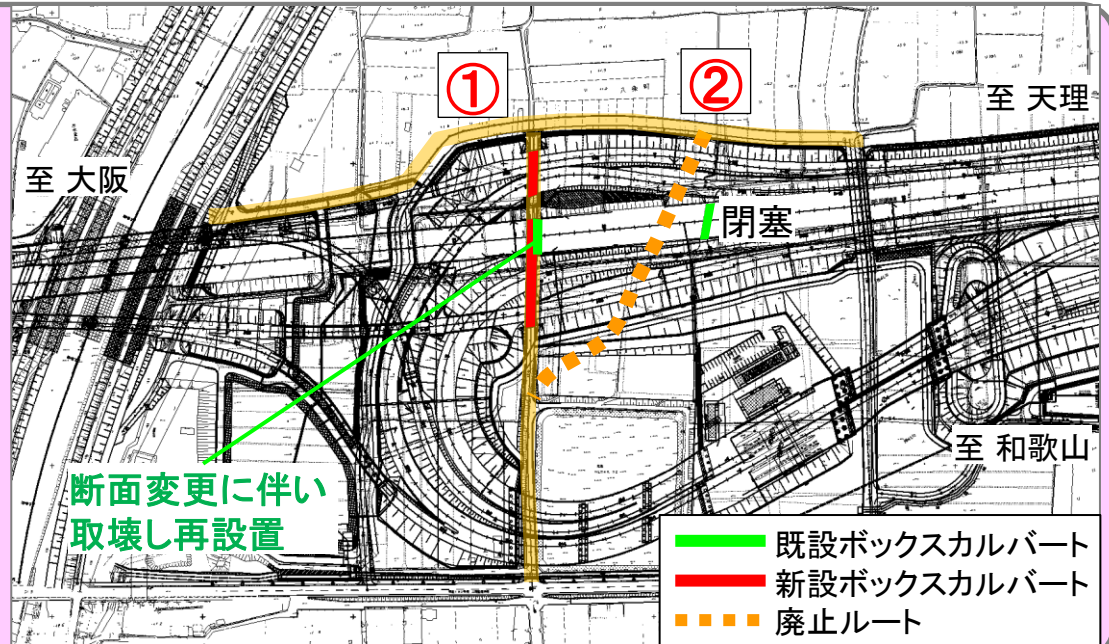 ①
②
至 天理
至 大阪
閉塞
至 和歌山
断面変更に伴い
取壊し再設置
既設ボックスカルバート
新設ボックスカルバート
廃止ルート